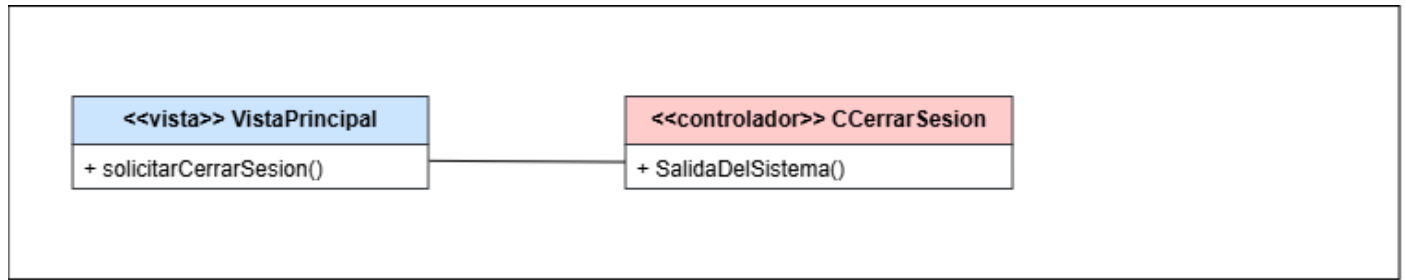 <<vista>> VistaPrincipal
+ solicitarCerrarSesion()
<<controlador>> CCerrarSesion
+ SalidaDelSistema()